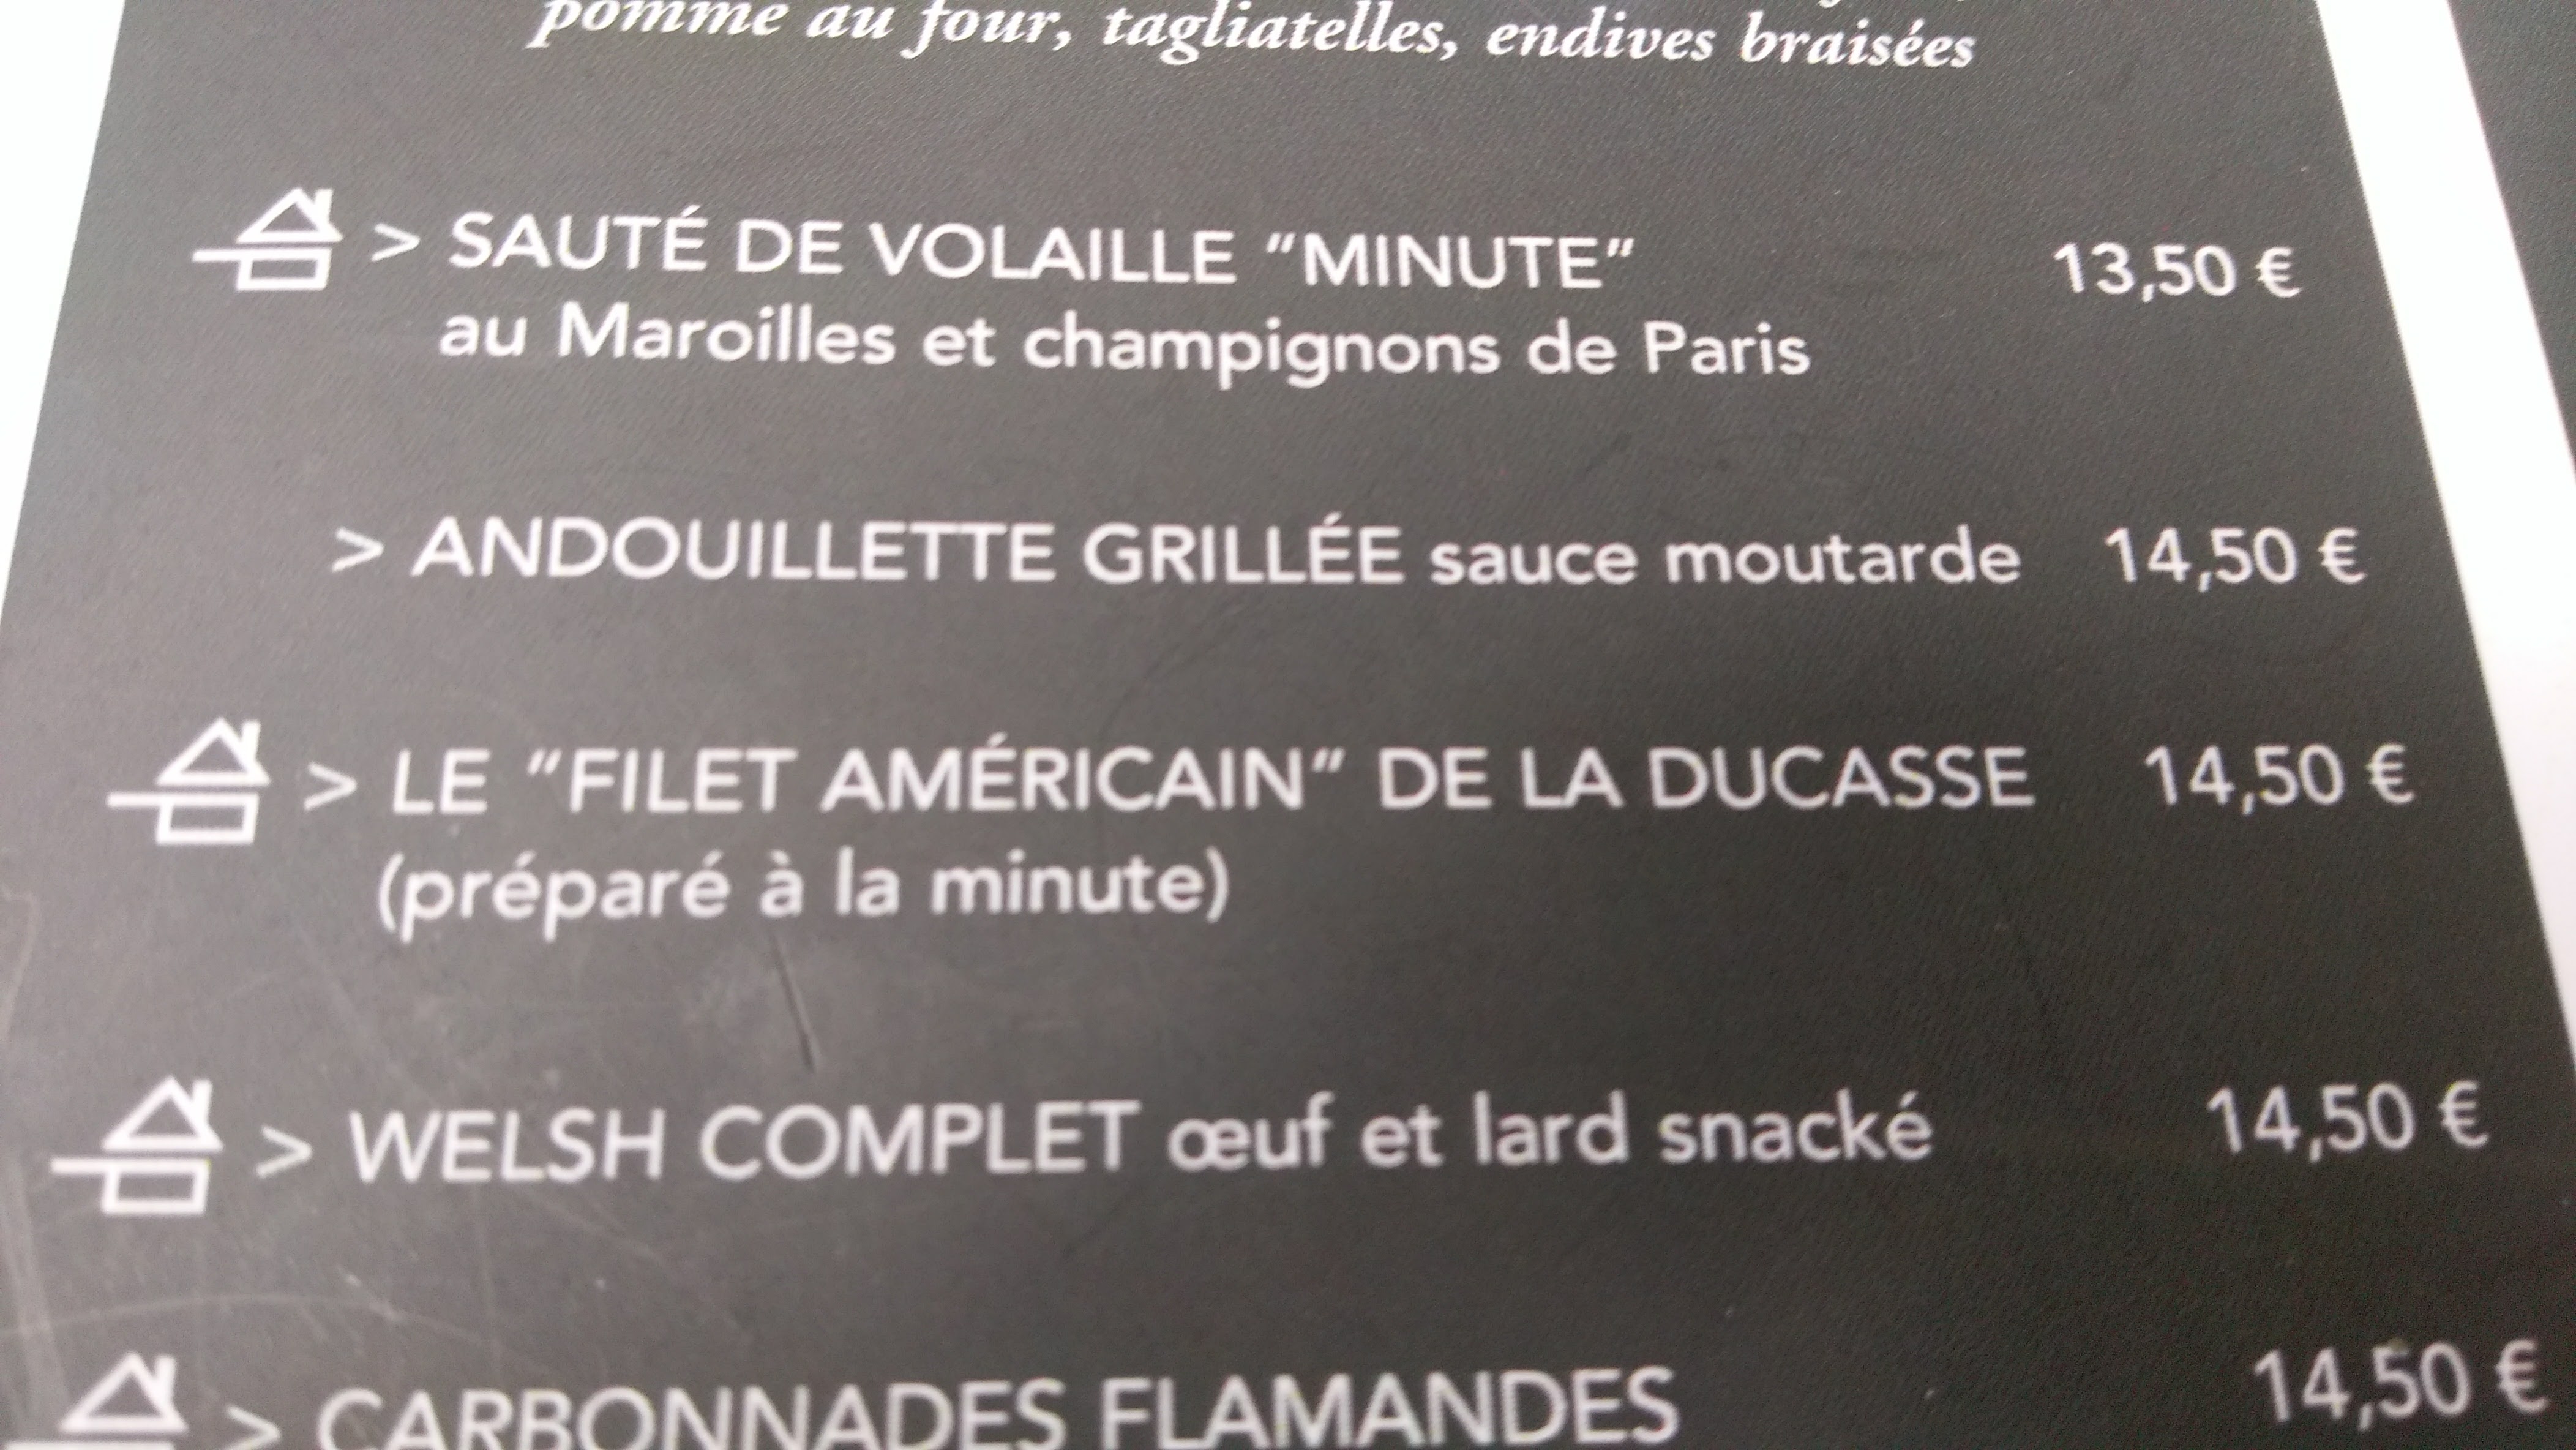 pomme au four, tagliatelles, endives braisées
> SAUTÉ DE VOLAILLE "MINUTE" 13,50 €
au Maroilles et champignons de Paris
> ANDOUILLETTE GRILLÉE sauce moutarde 14,50 €
> LE "FILET AMÉRICAIN" DE LA DUCASSE 14,50 €
(préparé à la minute)
> WELSH COMPLET œuf et lard snacké 14,50 €
> CARBONNADES FLAMANDES 14,50 €